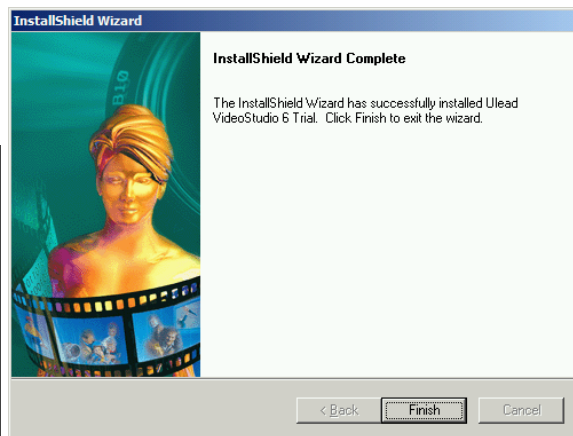 InstallShield Wizard
InstallShield Wizard Complete
The InstallShield Wizard has successfully installed Ulead
VideoStudio 6 Trial.  Click Finish to exit the wizard.
B10
< Back
Finish
Cancel